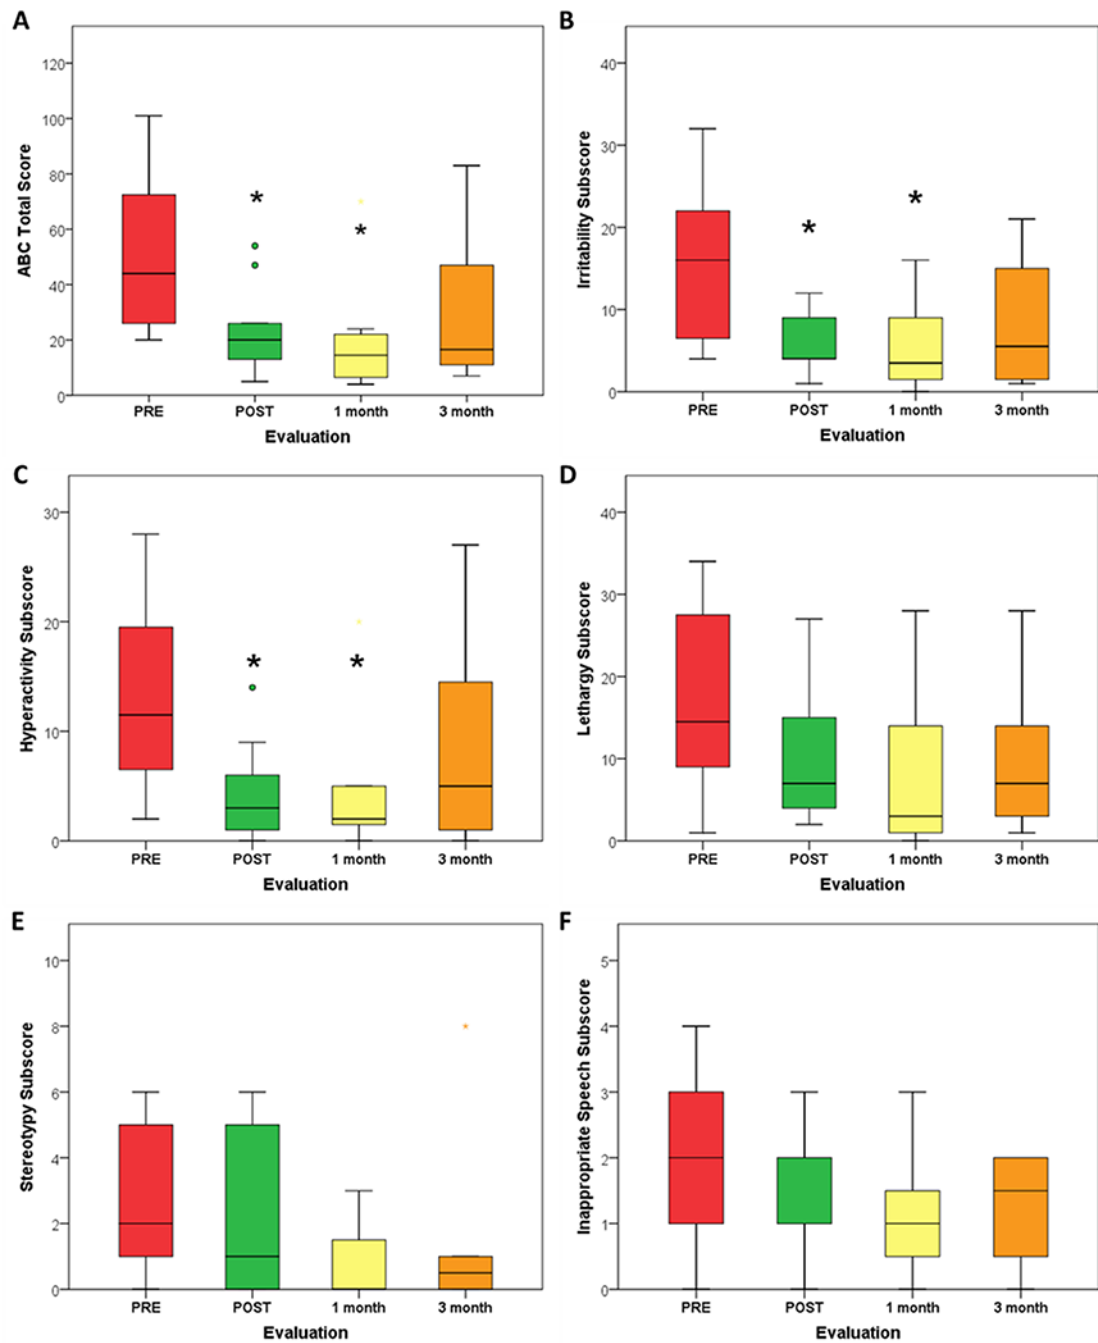 A
ABC Total Score
120
100
80
60
40
20
0
*
*
PRE
POST
1 month
3 month
Evaluation
B
Irritability Subscore
40
30
20
10
0
*
*
PRE
POST
1 month
3 month
Evaluation
C
Hyperactivity Subscore
30
20
10
0
*
*
PRE
POST
1 month
3 month
Evaluation
D
Lethargy Subscore
40
30
20
10
0
PRE
POST
1 month
3 month
Evaluation
E
Stereotypy Subscore
10
8
6
4
2
0
PRE
POST
1 month
3 month
Evaluation
F
Inappropriate Speech Subscore
5
4
3
2
1
0
PRE
POST
1 month
3 month
Evaluation